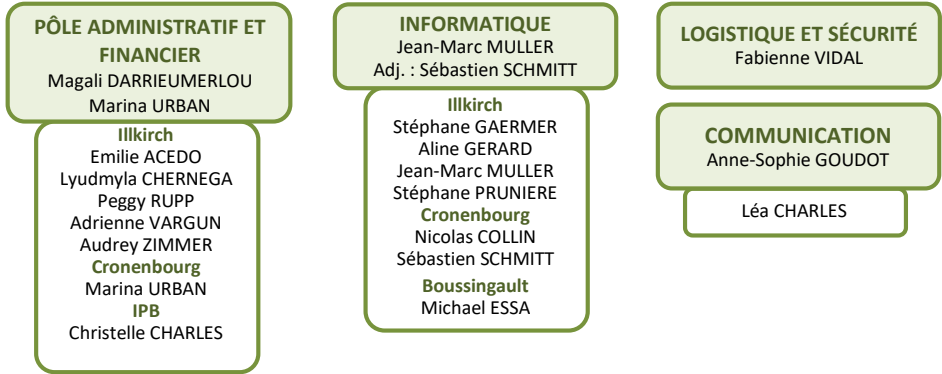 PÔLE ADMINISTRATIF ET
FINANCIER
Magali DARRIEUMERLOU
Marina URBAN
Illkirch
Emilie ACEDO
Lyudmyla CHERNEGA
Peggy RUPP
Adrienne VARGUN
Audrey ZIMMER
Cronenbourg
Marina URBAN
IPB
Christelle CHARLES
INFORMATIQUE
Jean-Marc MULLER
Adj. : Sébastien SCHMITT
Illkirch
Stéphane GAERMER
Aline GERARD
Jean-Marc MULLER
Stéphane PRUNIERE
Cronenbourg
Nicolas COLLIN
Sébastien SCHMITT
Boussingault
Michael ESSA
LOGISTIQUE ET SÉCURITÉ
Fabienne VIDAL
COMMUNICATION
Anne-Sophie GOUDOT
Léa CHARLES